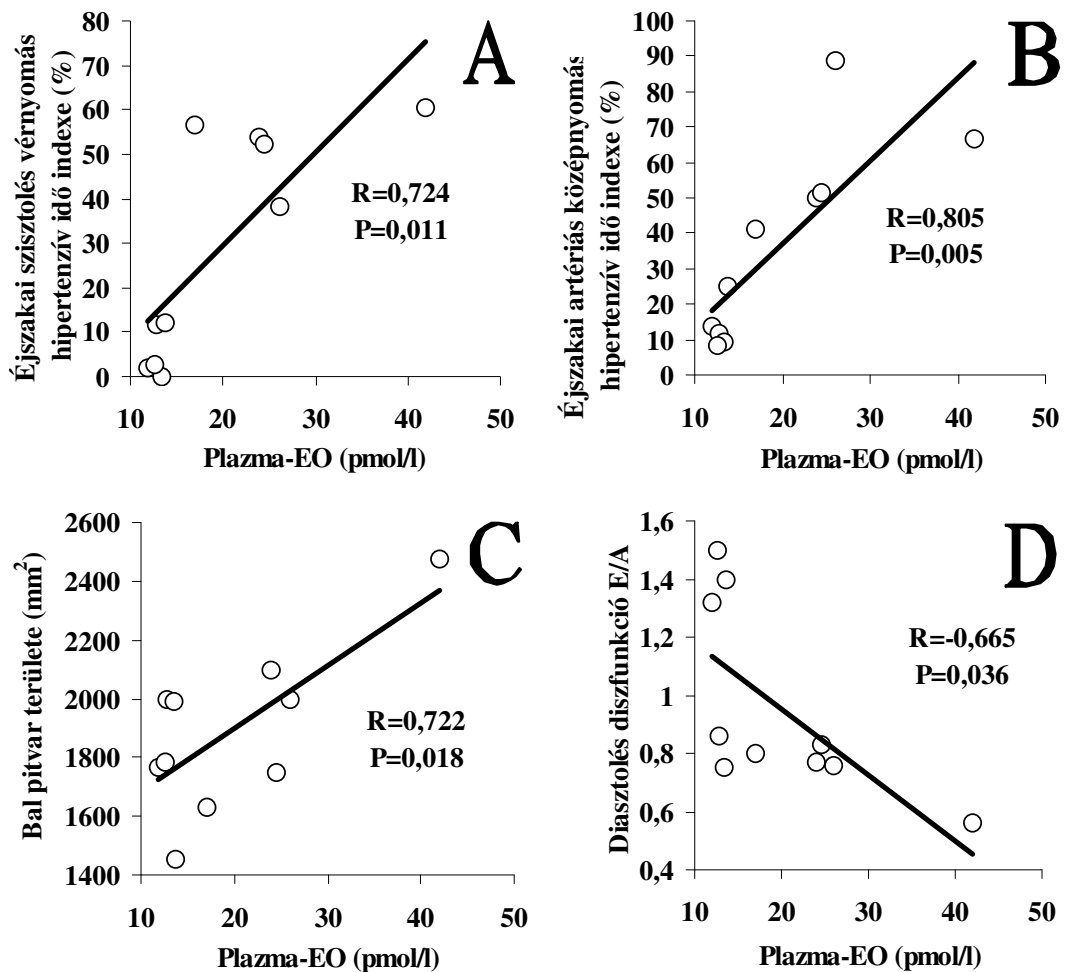 Éjszakai szisztolés vérnyomás
hipertenzív idő indexe (%)
80
70
60
50
40
30
20
10
0
A
R=0,724
P=0,011
10 20 30 40 50
Plazma-EO (pmol/l)
Éjszakai artériás középnyomás
hipertenzív idő indexe (%)
100
90
80
70
60
50
40
30
20
10
0
B
R=0,805
P=0,005
10 20 30 40 50
Plazma-EO (pmol/l)
Bal pitvar területe (mm²)
2600
2400
2200
2000
1800
1600
1400
C
R=0,722
P=0,018
10 20 30 40 50
Plazma-EO (pmol/l)
Diasztolés diszfunkció E/A
1,6
1,4
1,2
1
0,8
0,6
0,4
D
R=-0,665
P=0,036
10 20 30 40 50
Plazma-EO (pmol/l)